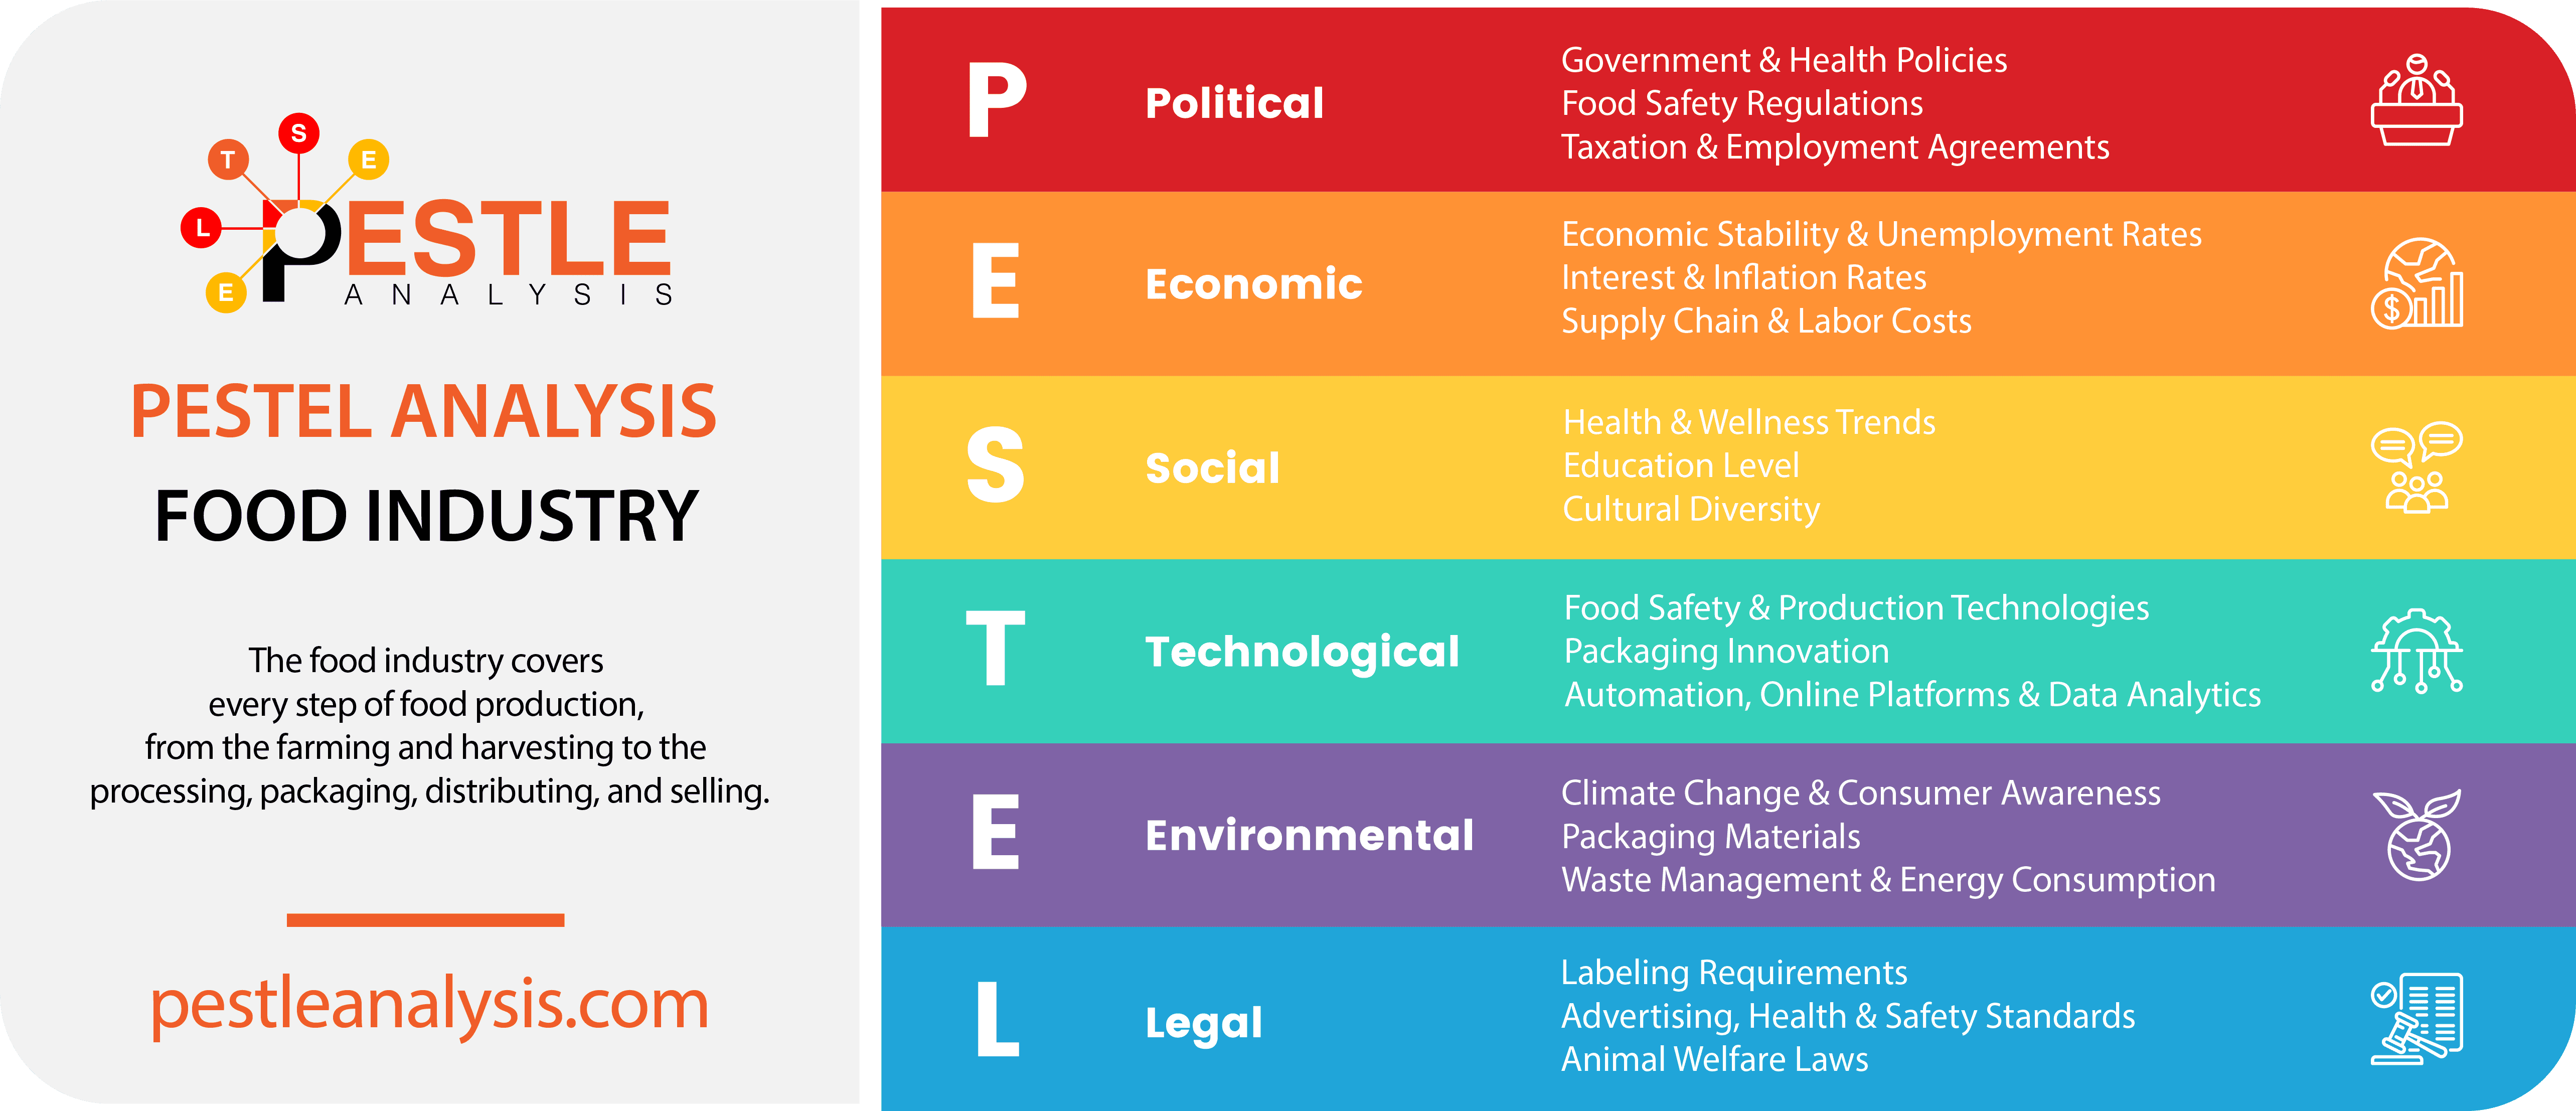 S
T
E
L
E
PESTLE
ANALYSIS
PESTEL ANALYSIS
FOOD INDUSTRY
The food industry covers
every step of food production,
from the farming and harvesting to the
processing, packaging, distributing, and selling.
pestleanalysis.com
P
Political
Government & Health Policies
Food Safety Regulations
Taxation & Employment Agreements
E
Economic
Economic Stability & Unemployment Rates
Interest & Inflation Rates
Supply Chain & Labor Costs
$
S
Social
Health & Wellness Trends
Education Level
Cultural Diversity
T
Technological
Food Safety & Production Technologies
Packaging Innovation
Automation, Online Platforms & Data Analytics
E
Environmental
Climate Change & Consumer Awareness
Packaging Materials
Waste Management & Energy Consumption
L
Legal
Labeling Requirements
Advertising, Health & Safety Standards
Animal Welfare Laws